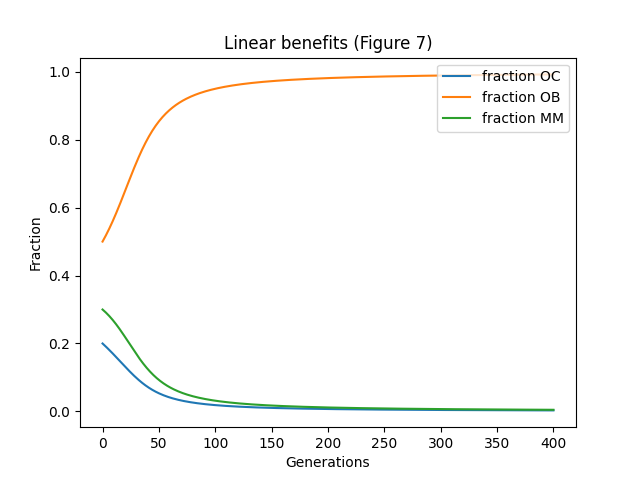 Linear benefits (Figure 7)
fraction OC
fraction OB
fraction MM
1.0
0.8
0.6
0.4
0.2
0.0
Fraction
0 50 100 150 200 250 300 350 400
Generations